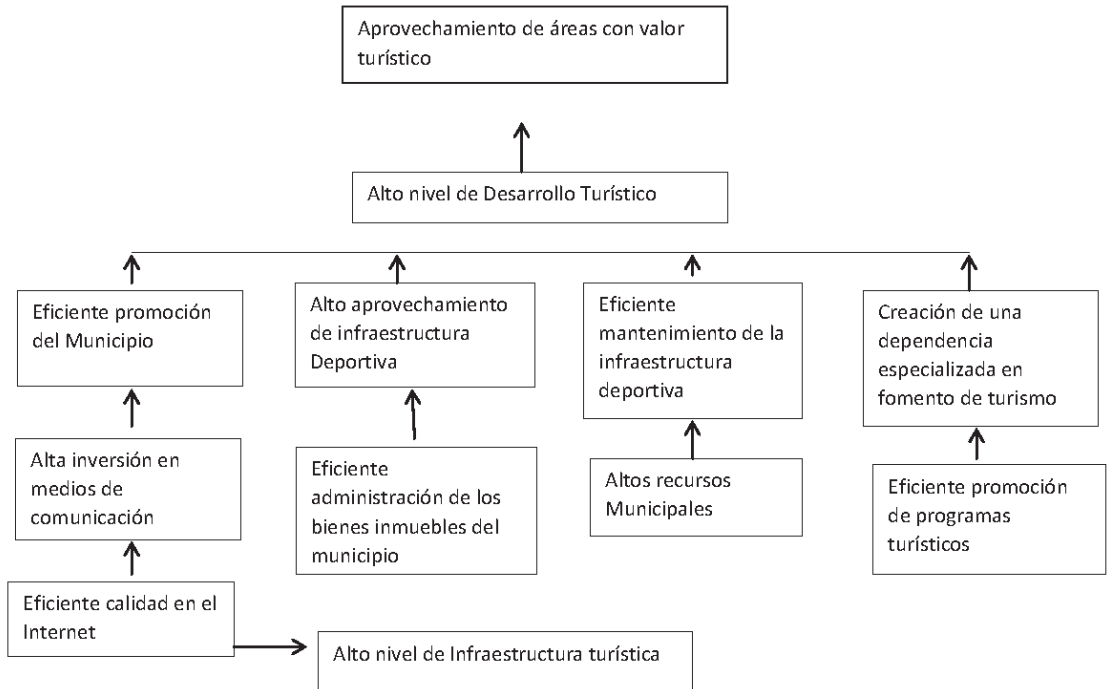 Aprovechamiento de áreas con valor
turístico
Alto nivel de Desarrollo Turístico
Eficiente promoción
del Municipio
Alto aprovechamiento
de infraestructura
Deportiva
Eficiente
mantenimiento de la
infraestructura
deportiva
Creación de una
dependencia
especializada en
fomento de turismo
Alta inversión en
medios de
comunicación
Eficiente
administración de los
bienes inmuebles del
municipio
Altos recursos
Municipales
Eficiente promoción
de programas
turísticos
Eficiente calidad en el
Internet
Alto nivel de Infraestructura turística